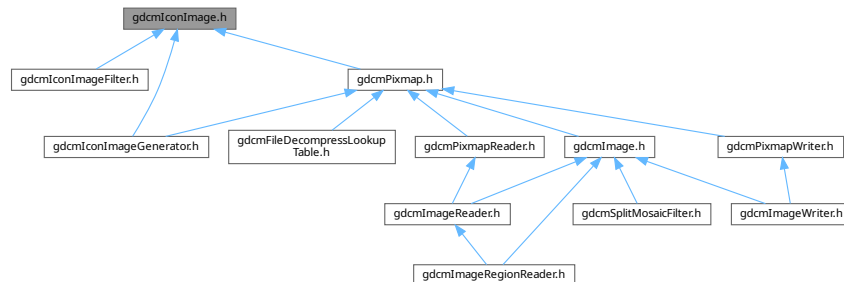 gdcmIconImage.h
gdcmIconImageFilter.h
gdcmPixmap.h
gdcmIconImageGenerator.h
gdcmFileDecompressLookup
Table.h
gdcmPixmapReader.h
gdcmImage.h
gdcmPixmapWriter.h
gdcmImageReader.h
gdcmSplitMosaicFilter.h
gdcmImageWriter.h
gdcmImageRegionReader.h